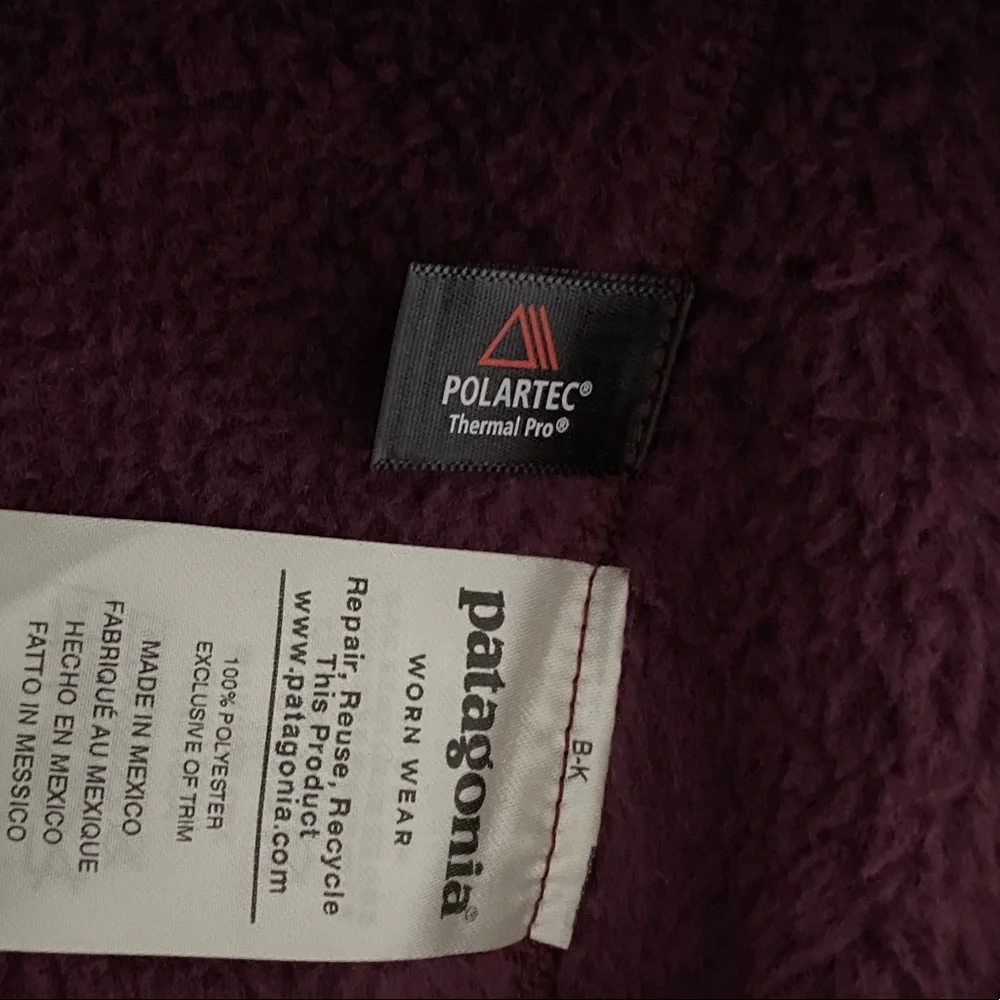 POLARTEC®
Thermal Pro®
B-K
patagonia®
WORN WEAR
Repair, Reuse, Recycle
This Product
www.patagonia.com
100% POLYESTER
EXCLUSIVE OF TRIM
MADE IN MEXICO
FABRIQUÉ AU MEXIQUE
HECHO EN MEXICO
FATTO IN MESSICO